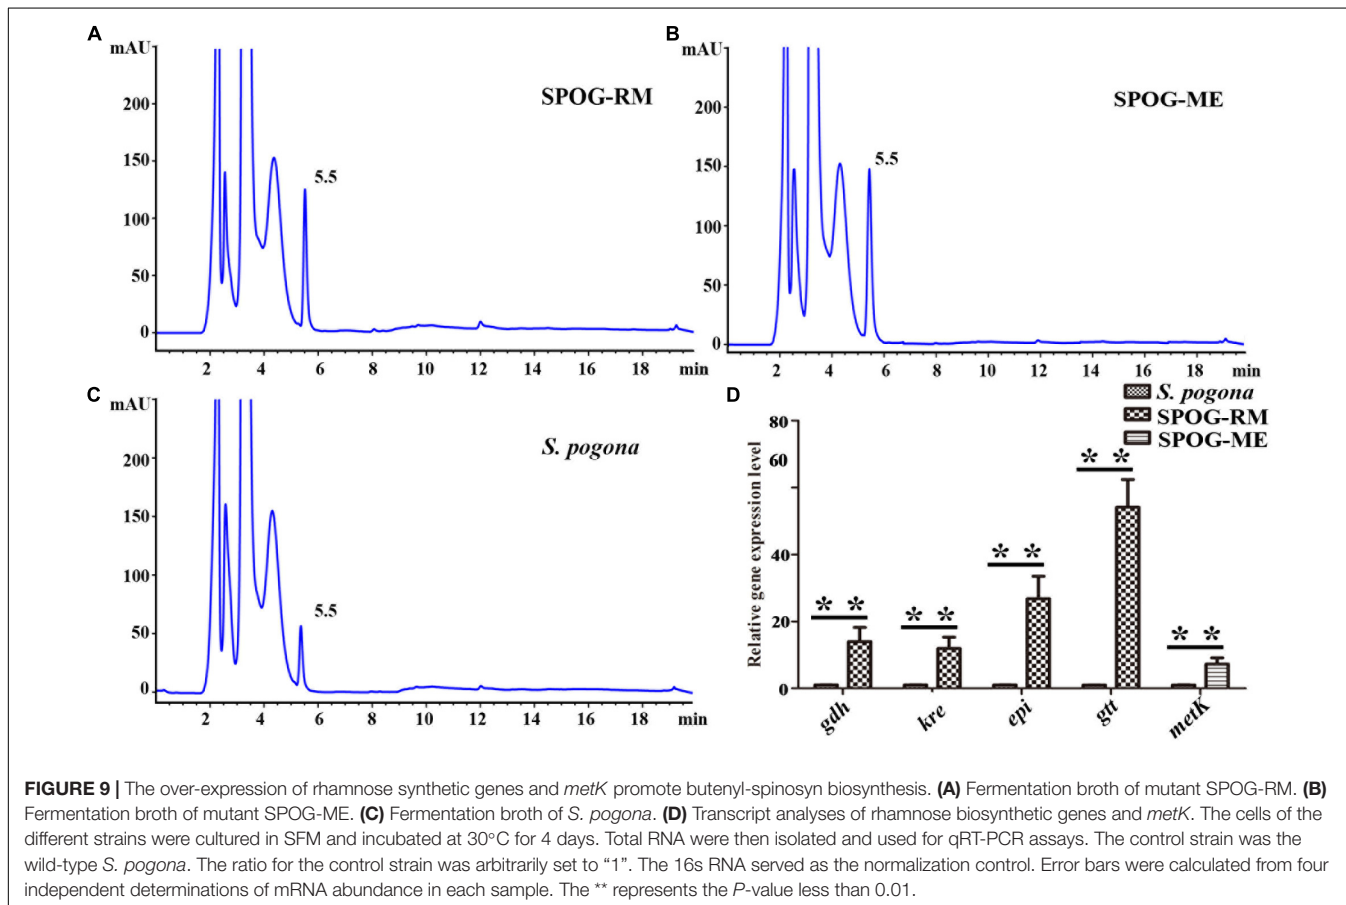 A
mAU
SPOG-RM
200
150
100
50
0
5.5
2 4 6 8 10 12 14 16 18 min
B
mAU
SPOG-ME
200
150
100
50
0
5.5
2 4 6 8 10 12 14 16 18 min
C
mAU
S. pogona
200
150
100
50
0
5.5
2 4 6 8 10 12 14 16 18 min
D
S. pogona
SPOG-RM
SPOG-ME
Relative gene expression level
80
60
40
20
0
* *
* *
* *
* *
* *
gdh kre epi gtt metK
FIGURE 9 | The over-expression of rhamnose synthetic genes and metK promote butenyl-spinosyn biosynthesis. (A) Fermentation broth of mutant SPOG-RM. (B)
Fermentation broth of mutant SPOG-ME. (C) Fermentation broth of S. pogona. (D) Transcript analyses of rhamnose biosynthetic genes and metK. The cells of the
different strains were cultured in SFM and incubated at 30°C for 4 days. Total RNA were then isolated and used for qRT-PCR assays. The control strain was the
wild-type S. pogona. The ratio for the control strain was arbitrarily set to “1”. The 16s RNA served as the normalization control. Error bars were calculated from four
independent determinations of mRNA abundance in each sample. The ** represents the P-value less than 0.01.